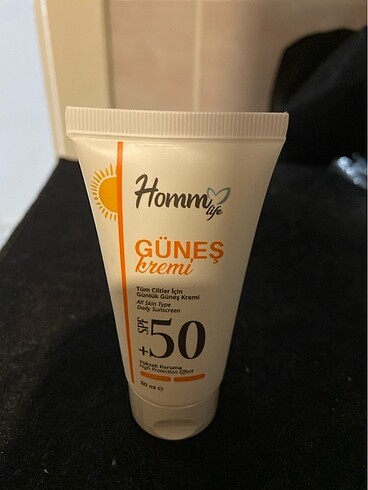 Homm
life
GÜNEŞ
kremi
Tüm Ciltler İçin
Günlük Güneş Kremi
All Skin Type
Daily Sunscreen
SPF
50
+
Yüksek Koruma
High Protection Effect
50 ml e